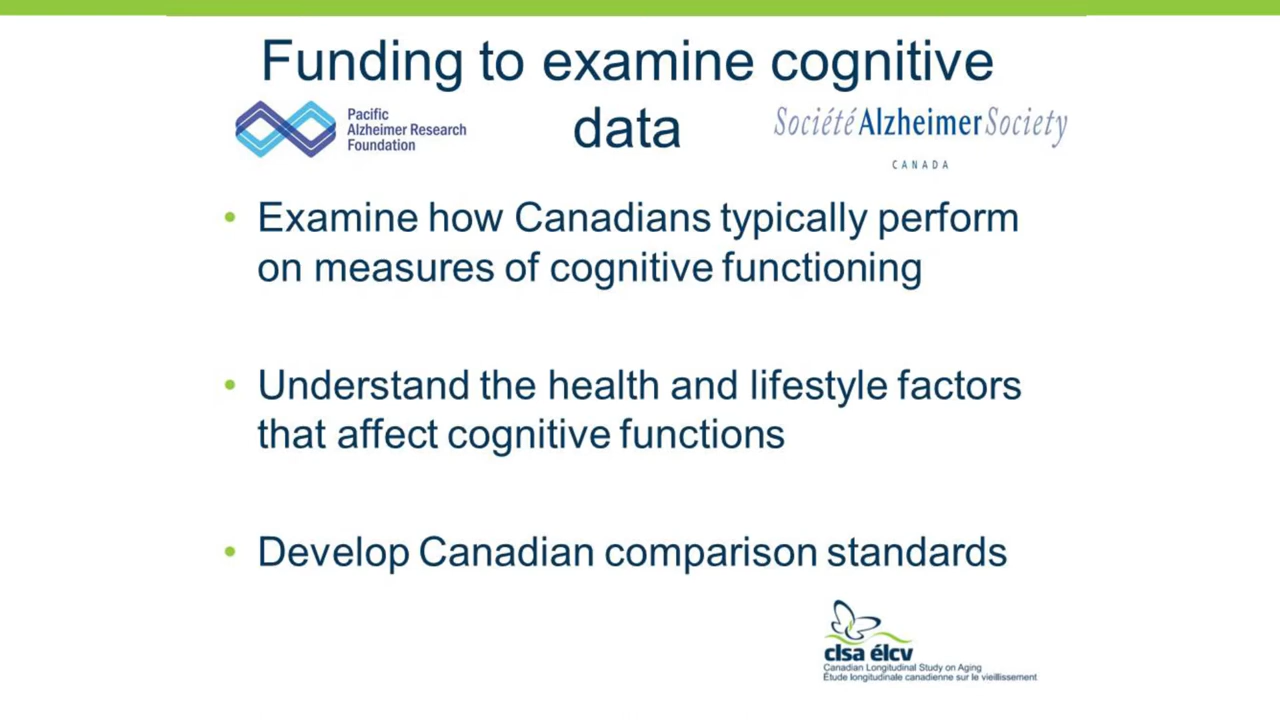 Funding to examine cognitive
data
Pacific
Alzheimer Research
Foundation
Société Alzheimer Society
CANADA
• Examine how Canadians typically perform
on measures of cognitive functioning
• Understand the health and lifestyle factors
that affect cognitive functions
• Develop Canadian comparison standards
clsa élcv
Canadian Longitudinal Study on Aging
Étude longitudinale canadienne sur le vieillissement